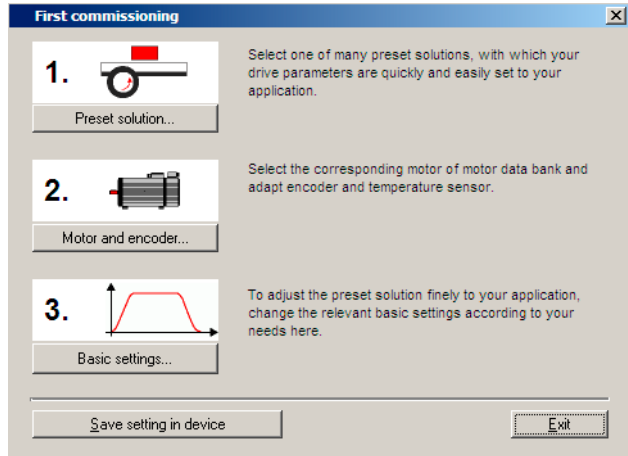 First commissioning
1.
Select one of many preset solutions, with which your
drive parameters are quickly and easily set to your
application.
Preset solution...
2.
Select the corresponding motor of motor data bank and
adapt encoder and temperature sensor.
Motor and encoder...
3.
To adjust the preset solution finely to your application,
change the relevant basic settings according to your
needs here.
Basic settings...
Save setting in device
Exit